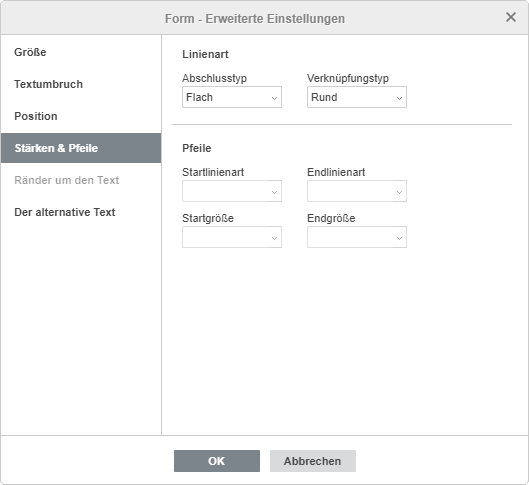 Form - Erweiterte Einstellungen
Größe
Textumbruch
Position
Stärken & Pfeile
Ränder um den Text
Der alternative Text
Linienart
Abschlusstyp Verknüpfungstyp
Flach Rund
Pfeile
Startlinienart Endlinienart
Startgröße Endgröße
OK Abbrechen